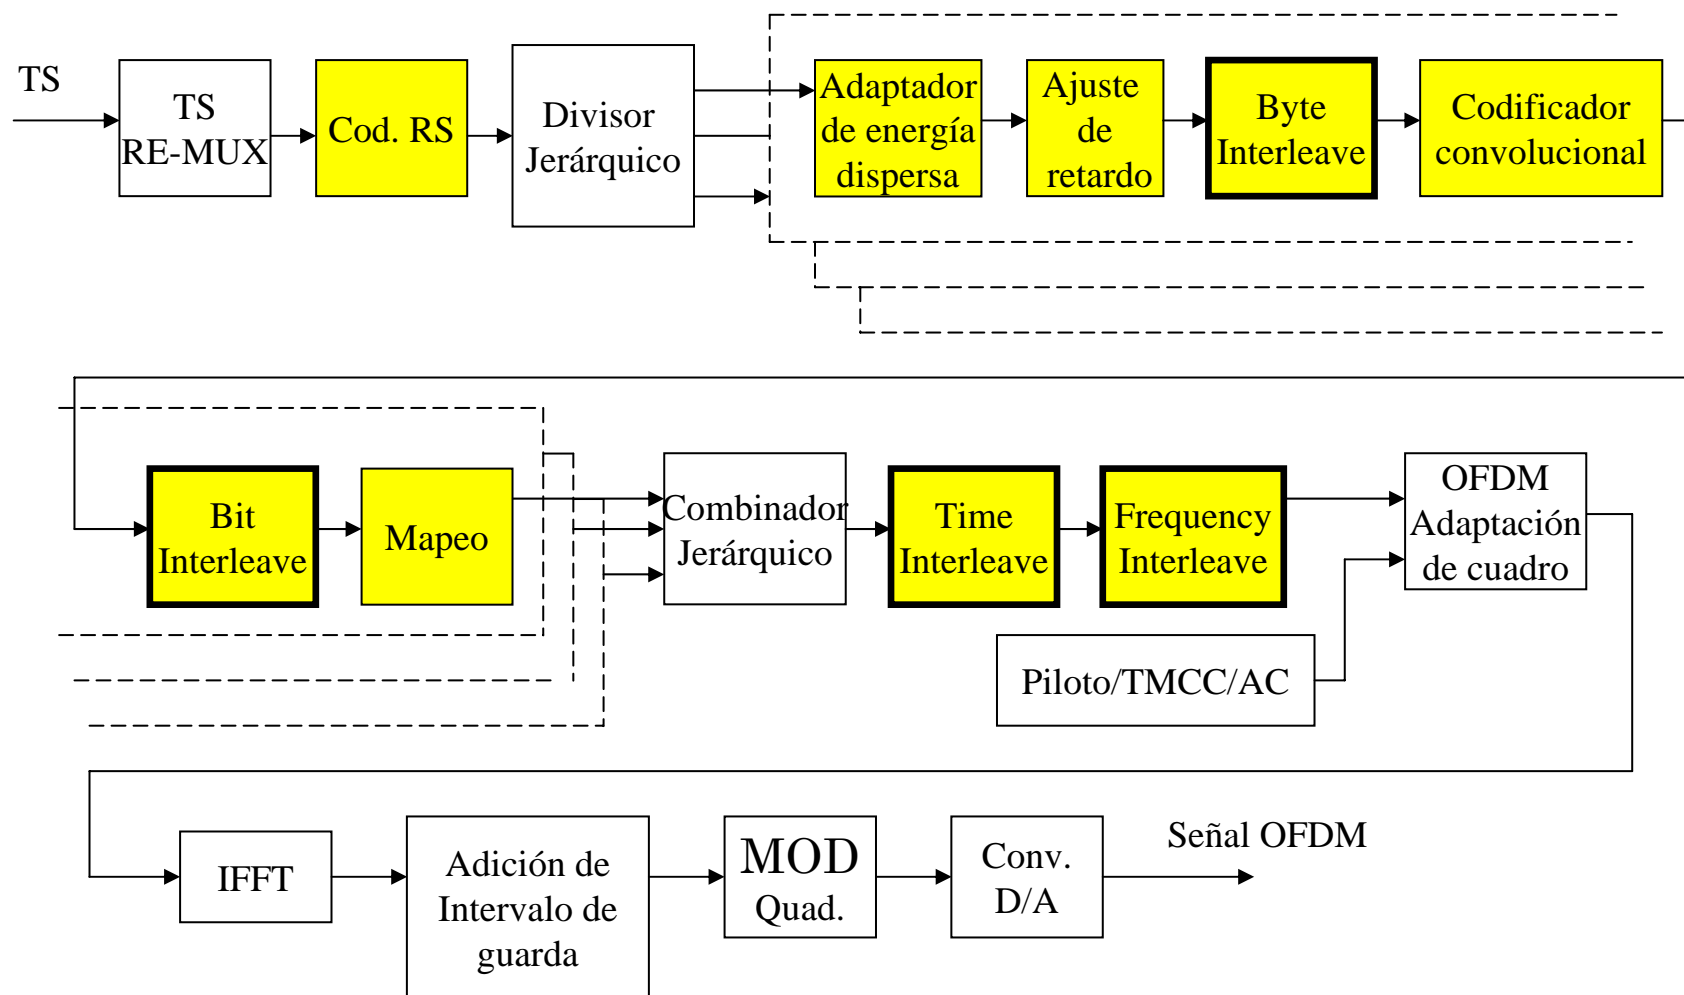 TS
TS
RE-MUX
Cod. RS
Divisor
Jerárquico
Adaptador
de energía
dispersa
Ajuste
de
retardo
Byte
Interleave
Codificador
convolucional
Bit
Interleave
Mapeo
Combinador
Jerárquico
Time
Interleave
Frequency
Interleave
OFDM
Adaptación
de cuadro
Piloto/TMCC/AC
IFFT
Adición de
Intervalo de
guarda
MOD
Quad.
Conv.
D/A
Señal OFDM